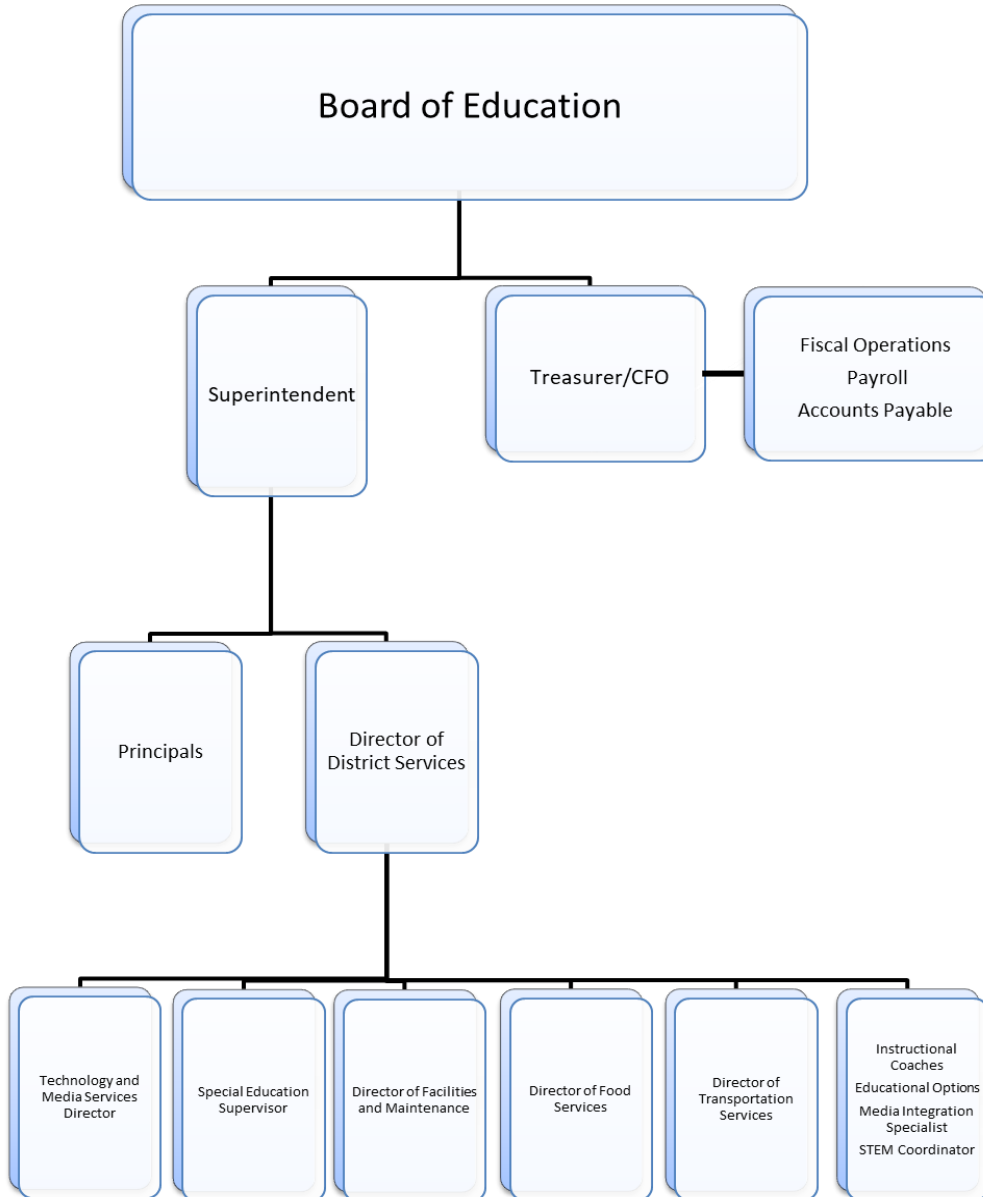 Board of Education
Superintendent
Treasurer/CFO
Fiscal Operations
Payroll
Accounts Payable
Principals
Director of
District Services
Technology and
Media Services
Director
Special Education
Supervisor
Director of Facilities
and Maintenance
Director of Food
Services
Director of
Transportation
Services
Instructional
Coaches
Educational Options
Media Integration
Specialist
STEM Coordinator